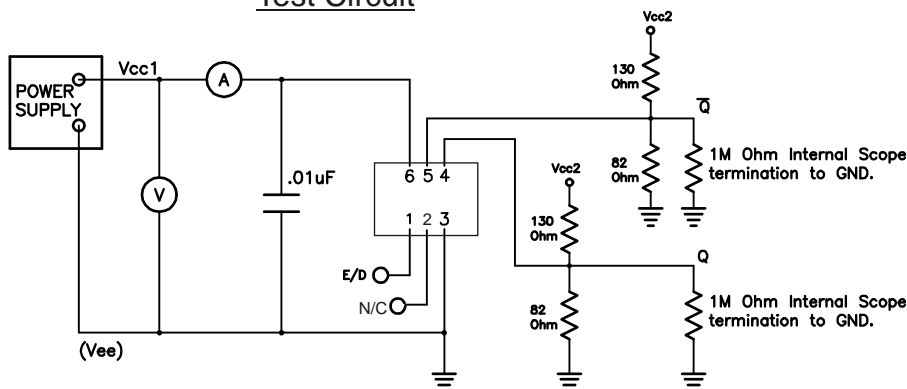 Test Circuit
Vcc2
Vcc1
A
130
Ohm
POWER
SUPPLY
Q
1M Ohm Internal Scope
termination to GND.
82
Ohm
.01uF
V
6 5 4
1 2 3
Vcc2
130
Ohm
E/D
N/C
Q
1M Ohm Internal Scope
termination to GND.
82
Ohm
(Vee)